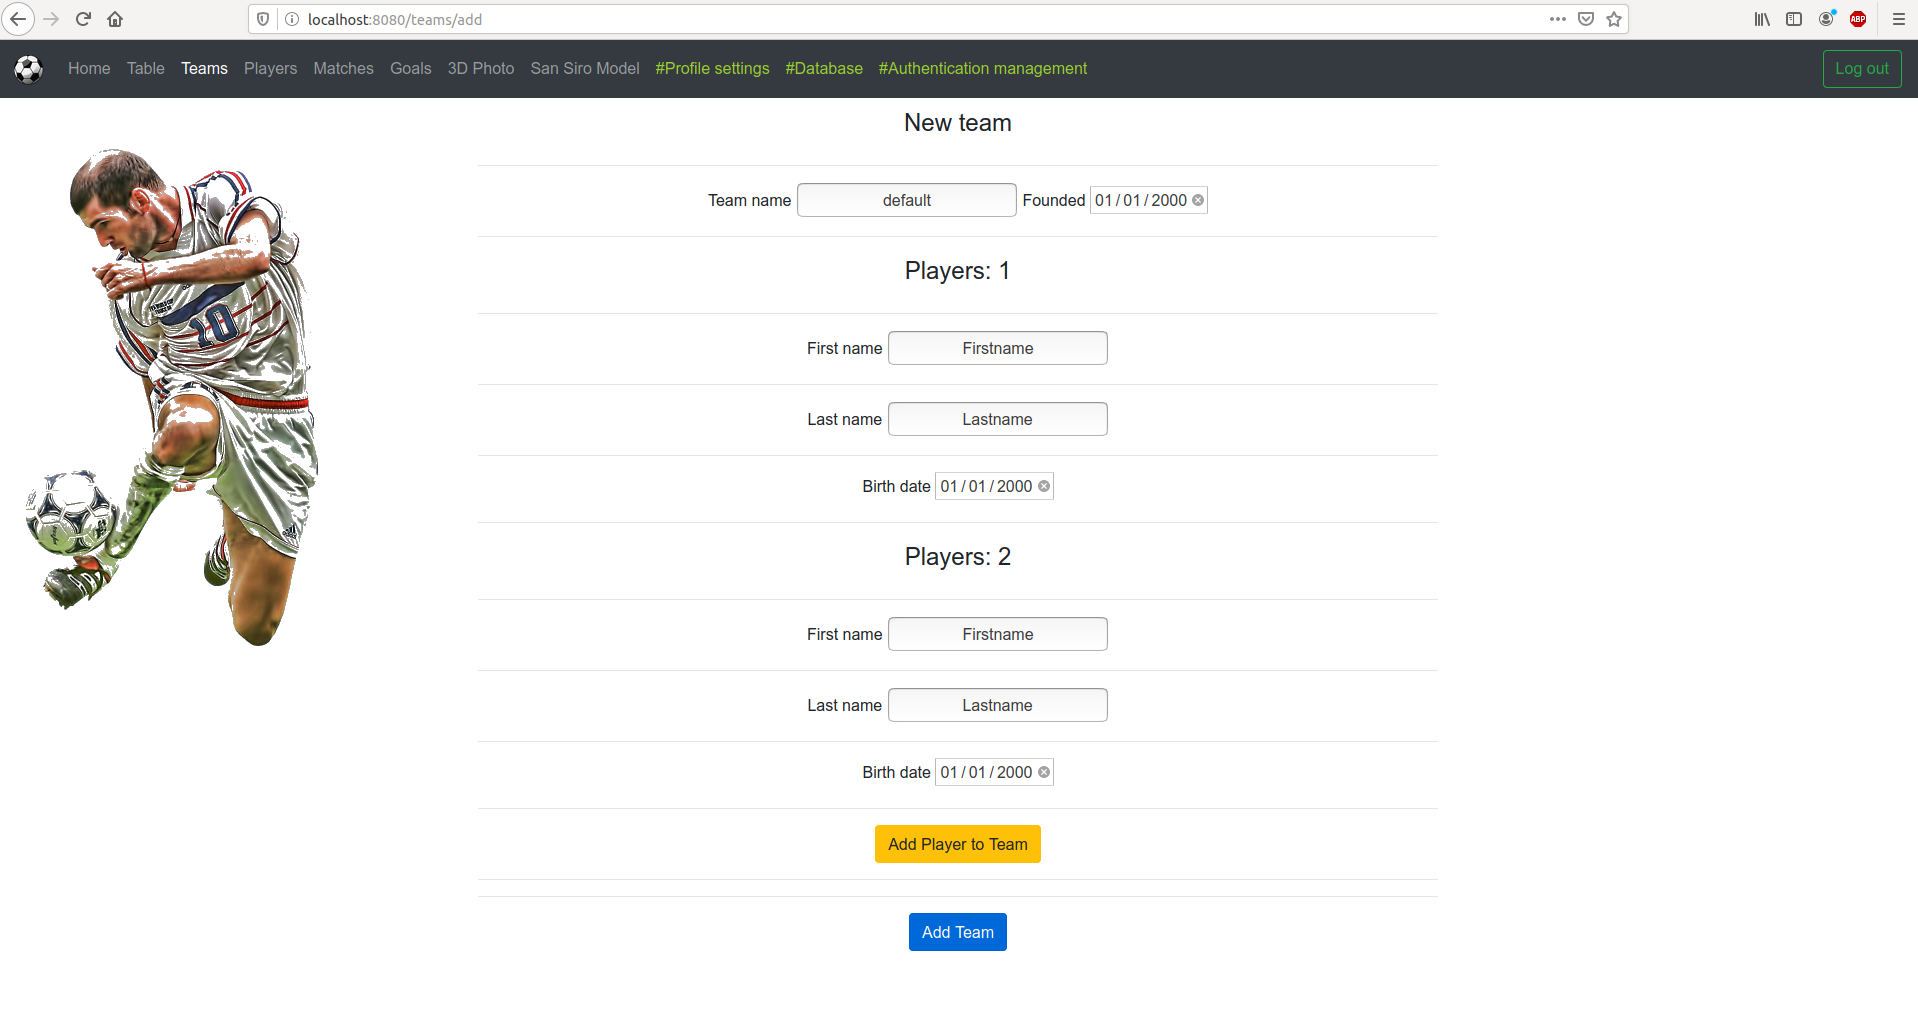 localhost:8080/teams/add
ABP
Home Table Teams Players Matches Goals 3D Photo San Siro Model #Profile settings #Database #Authentication management Log out
New team
Team name default Founded 01/01/2000
Players: 1
First name Firstname
Last name Lastname
Birth date 01/01/2000
10
Players: 2
First name Firstname
Last name Lastname
Birth date 01/01/2000
Add Player to Team
Add Team